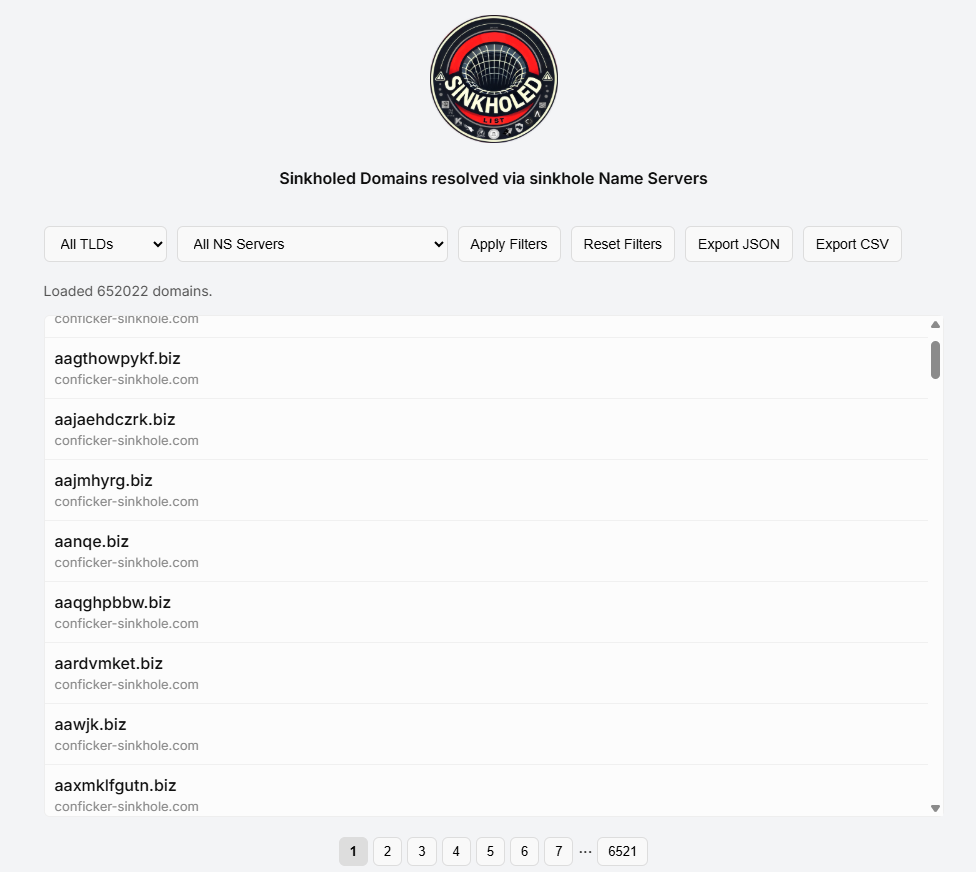 SINKHOLED
LIST
Sinkholed Domains resolved via sinkhole Name Servers
All TLDs All NS Servers Apply Filters Reset Filters Export JSON Export CSV
Loaded 652022 domains.
conficker-sinkhole.com
aagthowpykf.biz
conficker-sinkhole.com
aajaehdczrk.biz
conficker-sinkhole.com
aajmhyrg.biz
conficker-sinkhole.com
aanqe.biz
conficker-sinkhole.com
aaqghpbbw.biz
conficker-sinkhole.com
aardvmket.biz
conficker-sinkhole.com
aawjk.biz
conficker-sinkhole.com
aaxmklfgutn.biz
conficker-sinkhole.com
1 2 3 4 5 6 7 ... 6521